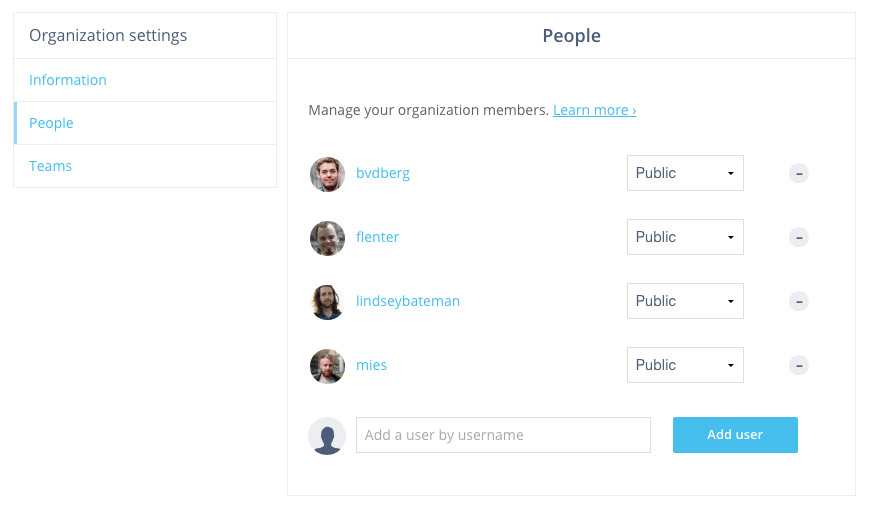 Organization settings
Information
People
Teams
People
Manage your organization members. Learn more ›
bvdberg Public –
flenter Public –
lindseybateman Public –
mies Public –
Add a user by username Add user